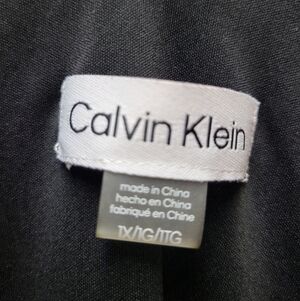 Calvin Klein
made in China
hecho en China
fabriqué en Chine
1X/1G/1TG